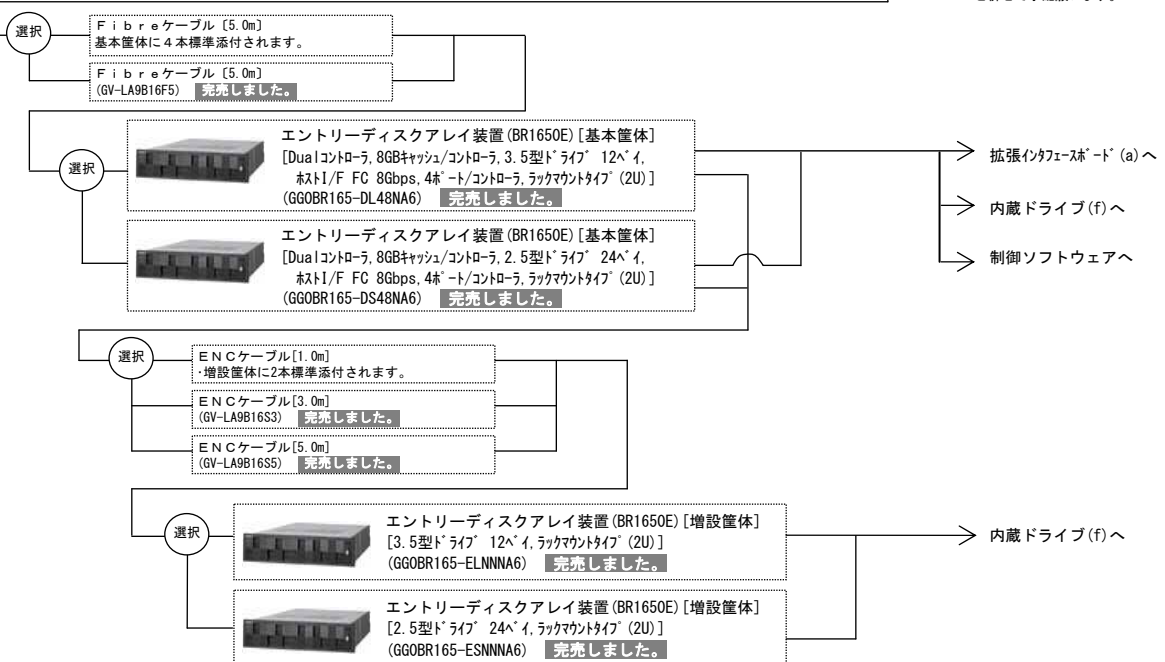 選択
Ｆｉｂｒｅケーブル〔5.0m〕
基本筐体に４本標準添付されます。
Ｆｉｂｒｅケーブル〔5.0m〕
(GV-LA9B16F5) 完売しました。
選択
エントリーディスクアレイ装置(BR1650E)[基本筐体]
[Dualｺﾝﾄﾛｰﾗ,8GBｷｬｯｼｭ/ｺﾝﾄﾛｰﾗ,3.5型ﾄﾞﾗｲﾌﾞ 12ﾍﾞｲ,
ﾎｽﾄI/F FC 8Gbps,4ﾎﾟｰﾄ/ｺﾝﾄﾛｰﾗ,ﾗｯｸﾏｳﾝﾄﾀｲﾌﾟ(2U)]
(GGOBR165-DL48NA6) 完売しました。
エントリーディスクアレイ装置(BR1650E)[基本筐体]
[Dualｺﾝﾄﾛｰﾗ,8GBｷｬｯｼｭ/ｺﾝﾄﾛｰﾗ,2.5型ﾄﾞﾗｲﾌﾞ 24ﾍﾞｲ,
ﾎｽﾄI/F FC 8Gbps,4ﾎﾟｰﾄ/ｺﾝﾄﾛｰﾗ,ﾗｯｸﾏｳﾝﾄﾀｲﾌﾟ(2U)]
(GGOBR165-DS48NA6) 完売しました。
拡張ｲﾝﾀﾌｪｰｽﾎﾞｰﾄﾞ(a)へ
内蔵ドライブ(f)へ
制御ソフトウェアへ
選択
ＥＮＣケーブル[1.0m]
･増設筐体に2本標準添付されます。
ＥＮＣケーブル[3.0m]
(GV-LA9B16S3) 完売しました。
ＥＮＣケーブル[5.0m]
(GV-LA9B16S5) 完売しました。
選択
エントリーディスクアレイ装置(BR1650E)[増設筐体]
[3.5型ﾄﾞﾗｲﾌﾞ 12ﾍﾞｲ,ﾗｯｸﾏｳﾝﾄﾀｲﾌﾟ(2U)]
(GGOBR165-ELNNNA6) 完売しました。
エントリーディスクアレイ装置(BR1650E)[増設筐体]
[2.5型ﾄﾞﾗｲﾌﾞ 24ﾍﾞｲ,ﾗｯｸﾏｳﾝﾄﾀｲﾌﾟ(2U)]
(GGOBR165-ESNNNA6) 完売しました。
内蔵ドライブ(f)へ